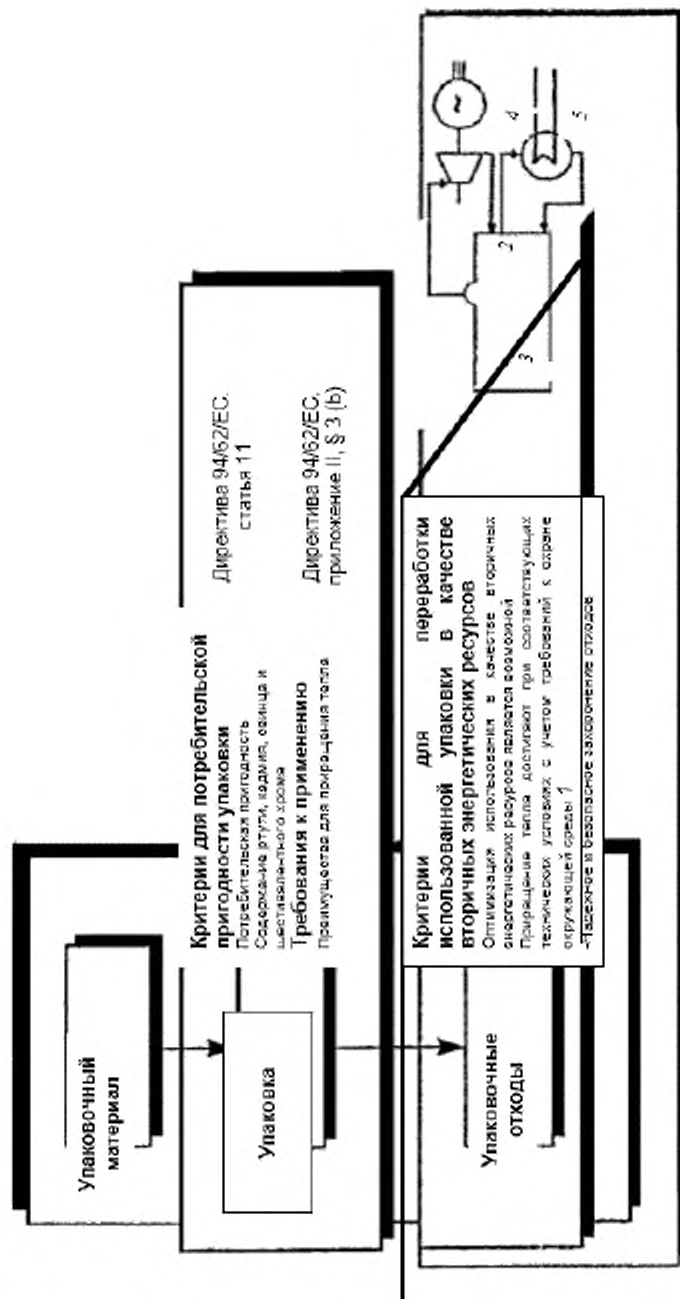 Упаковочный
материал
Упаковка
Упаковочные
отходы
Критерии для потребительской
пригодности упаковки
Потребительская пригодность
Содержание ртути, кадмия, свинца и
шестивалентного хрома
Требования к применению
Преимущества для приращения тепла
Директива 94/62/ЕС,
статья 11
Директива 94/62/ЕС,
приложение II, § 3 (b)
Критерии для переработки
использованной упаковки в качестве
вторичных энергетических ресурсов
Оптимизация использования в качестве вторичных
энергетических ресурсов является возможной
Приращение тепла достигают при соответствующих
технических условиях с учетом требований к охране
окружающей среды 1
–Надежное и безопасное захоронение отходов
3
2
4
5
~